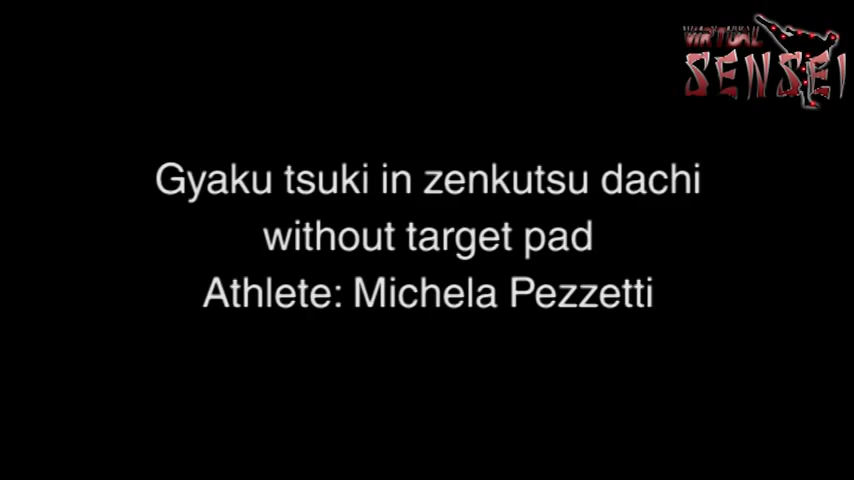 VIRTUAL
SENSEI
Gyaku tsuki in zenkutsu dachi
without target pad
Athlete: Michela Pezzetti